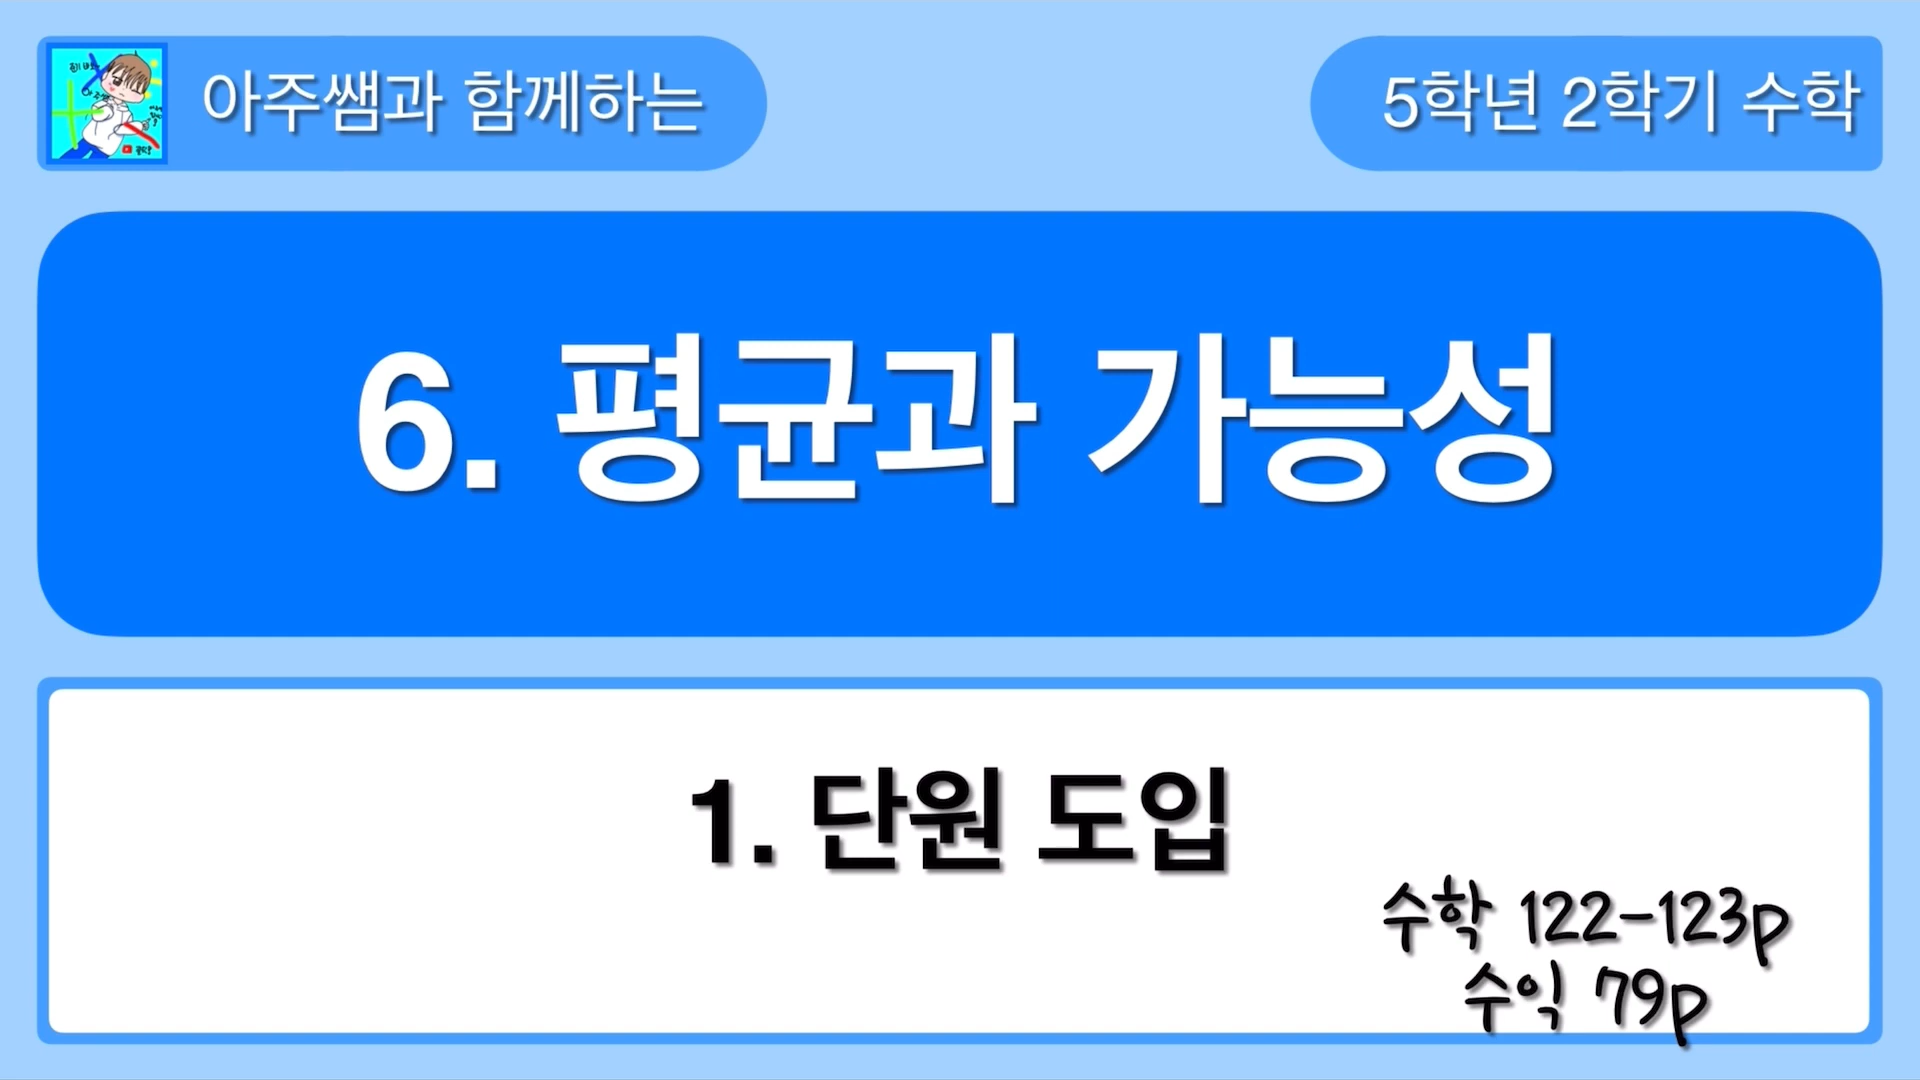 아주쌤과 함께하는
5학년 2학기 수학
6. 평균과 가능성
1. 단원 도입
수학 122-123p
수익 79p